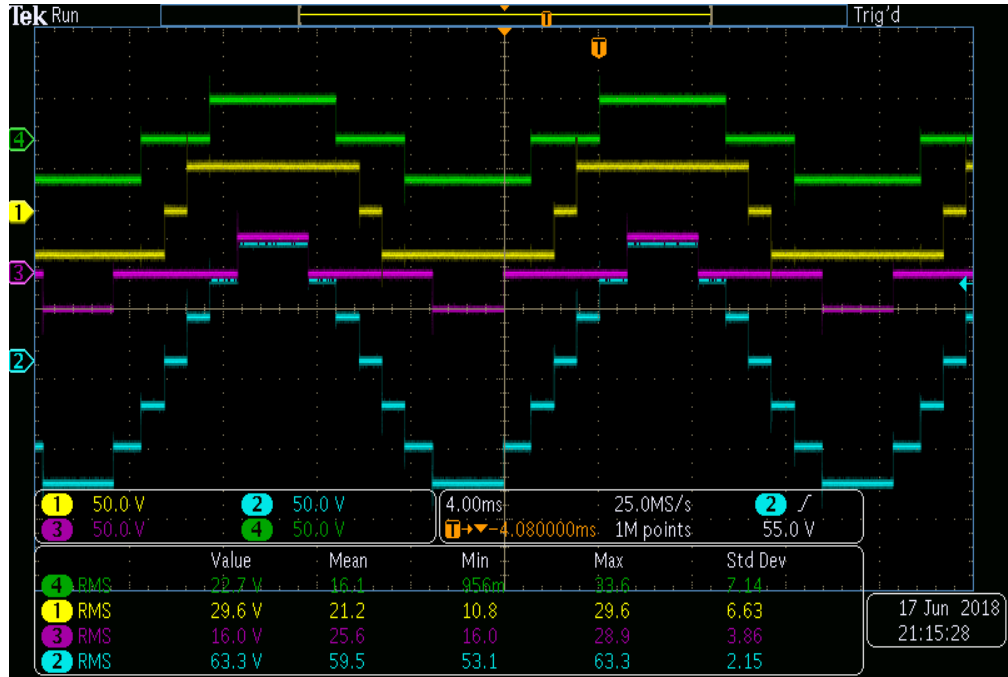 Tek Run Trig'd
T
T
4
1
3
2
1 50.0 V 2 50.0 V
3 50.0 V 4 50.0 V
4.00ms 25.0MS/s 2
T→▼-4.080000ms 1M points 55.0 V
Value Mean Min Max Std Dev
4 RMS 22.7 V 16.1 956m 33.6 7.14
1 RMS 29.6 V 21.2 10.8 29.6 6.63
3 RMS 16.0 V 25.6 16.0 28.9 3.86
2 RMS 63.3 V 59.5 53.1 63.3 2.15
17 Jun 2018
21:15:28